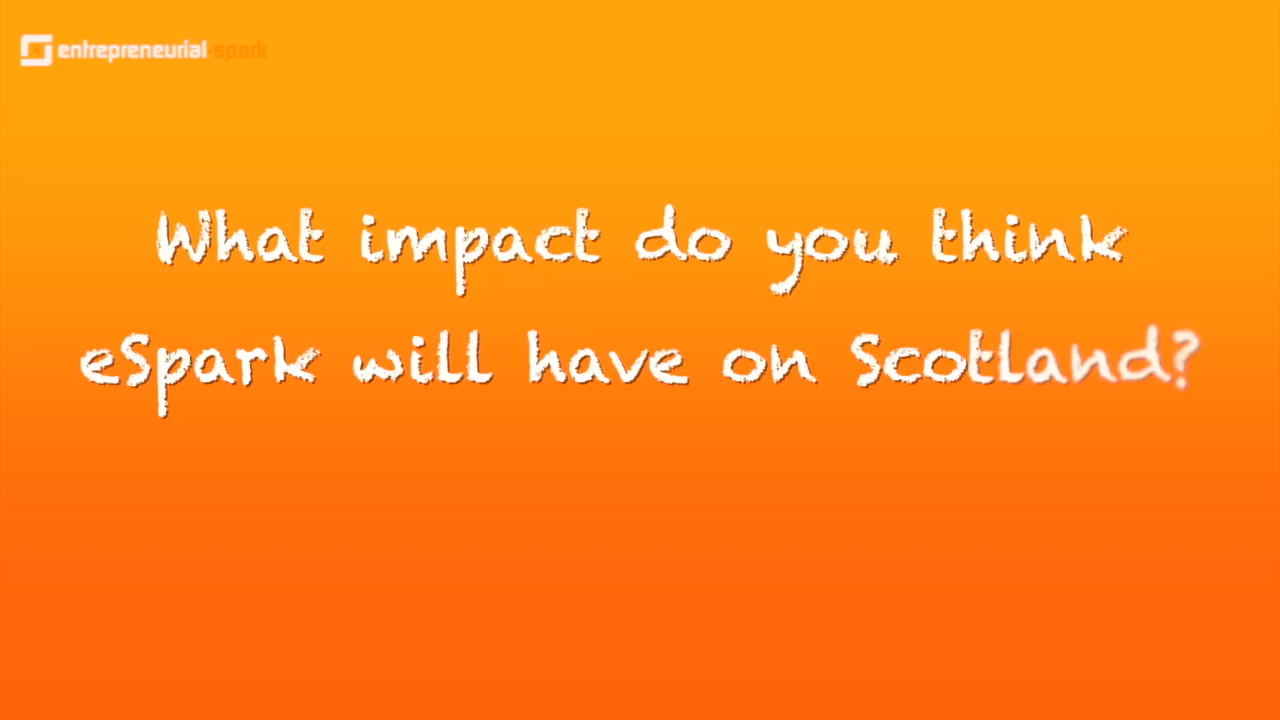 entrepreneurial-spark
What impact do you think
eSpark will have on Scotland?